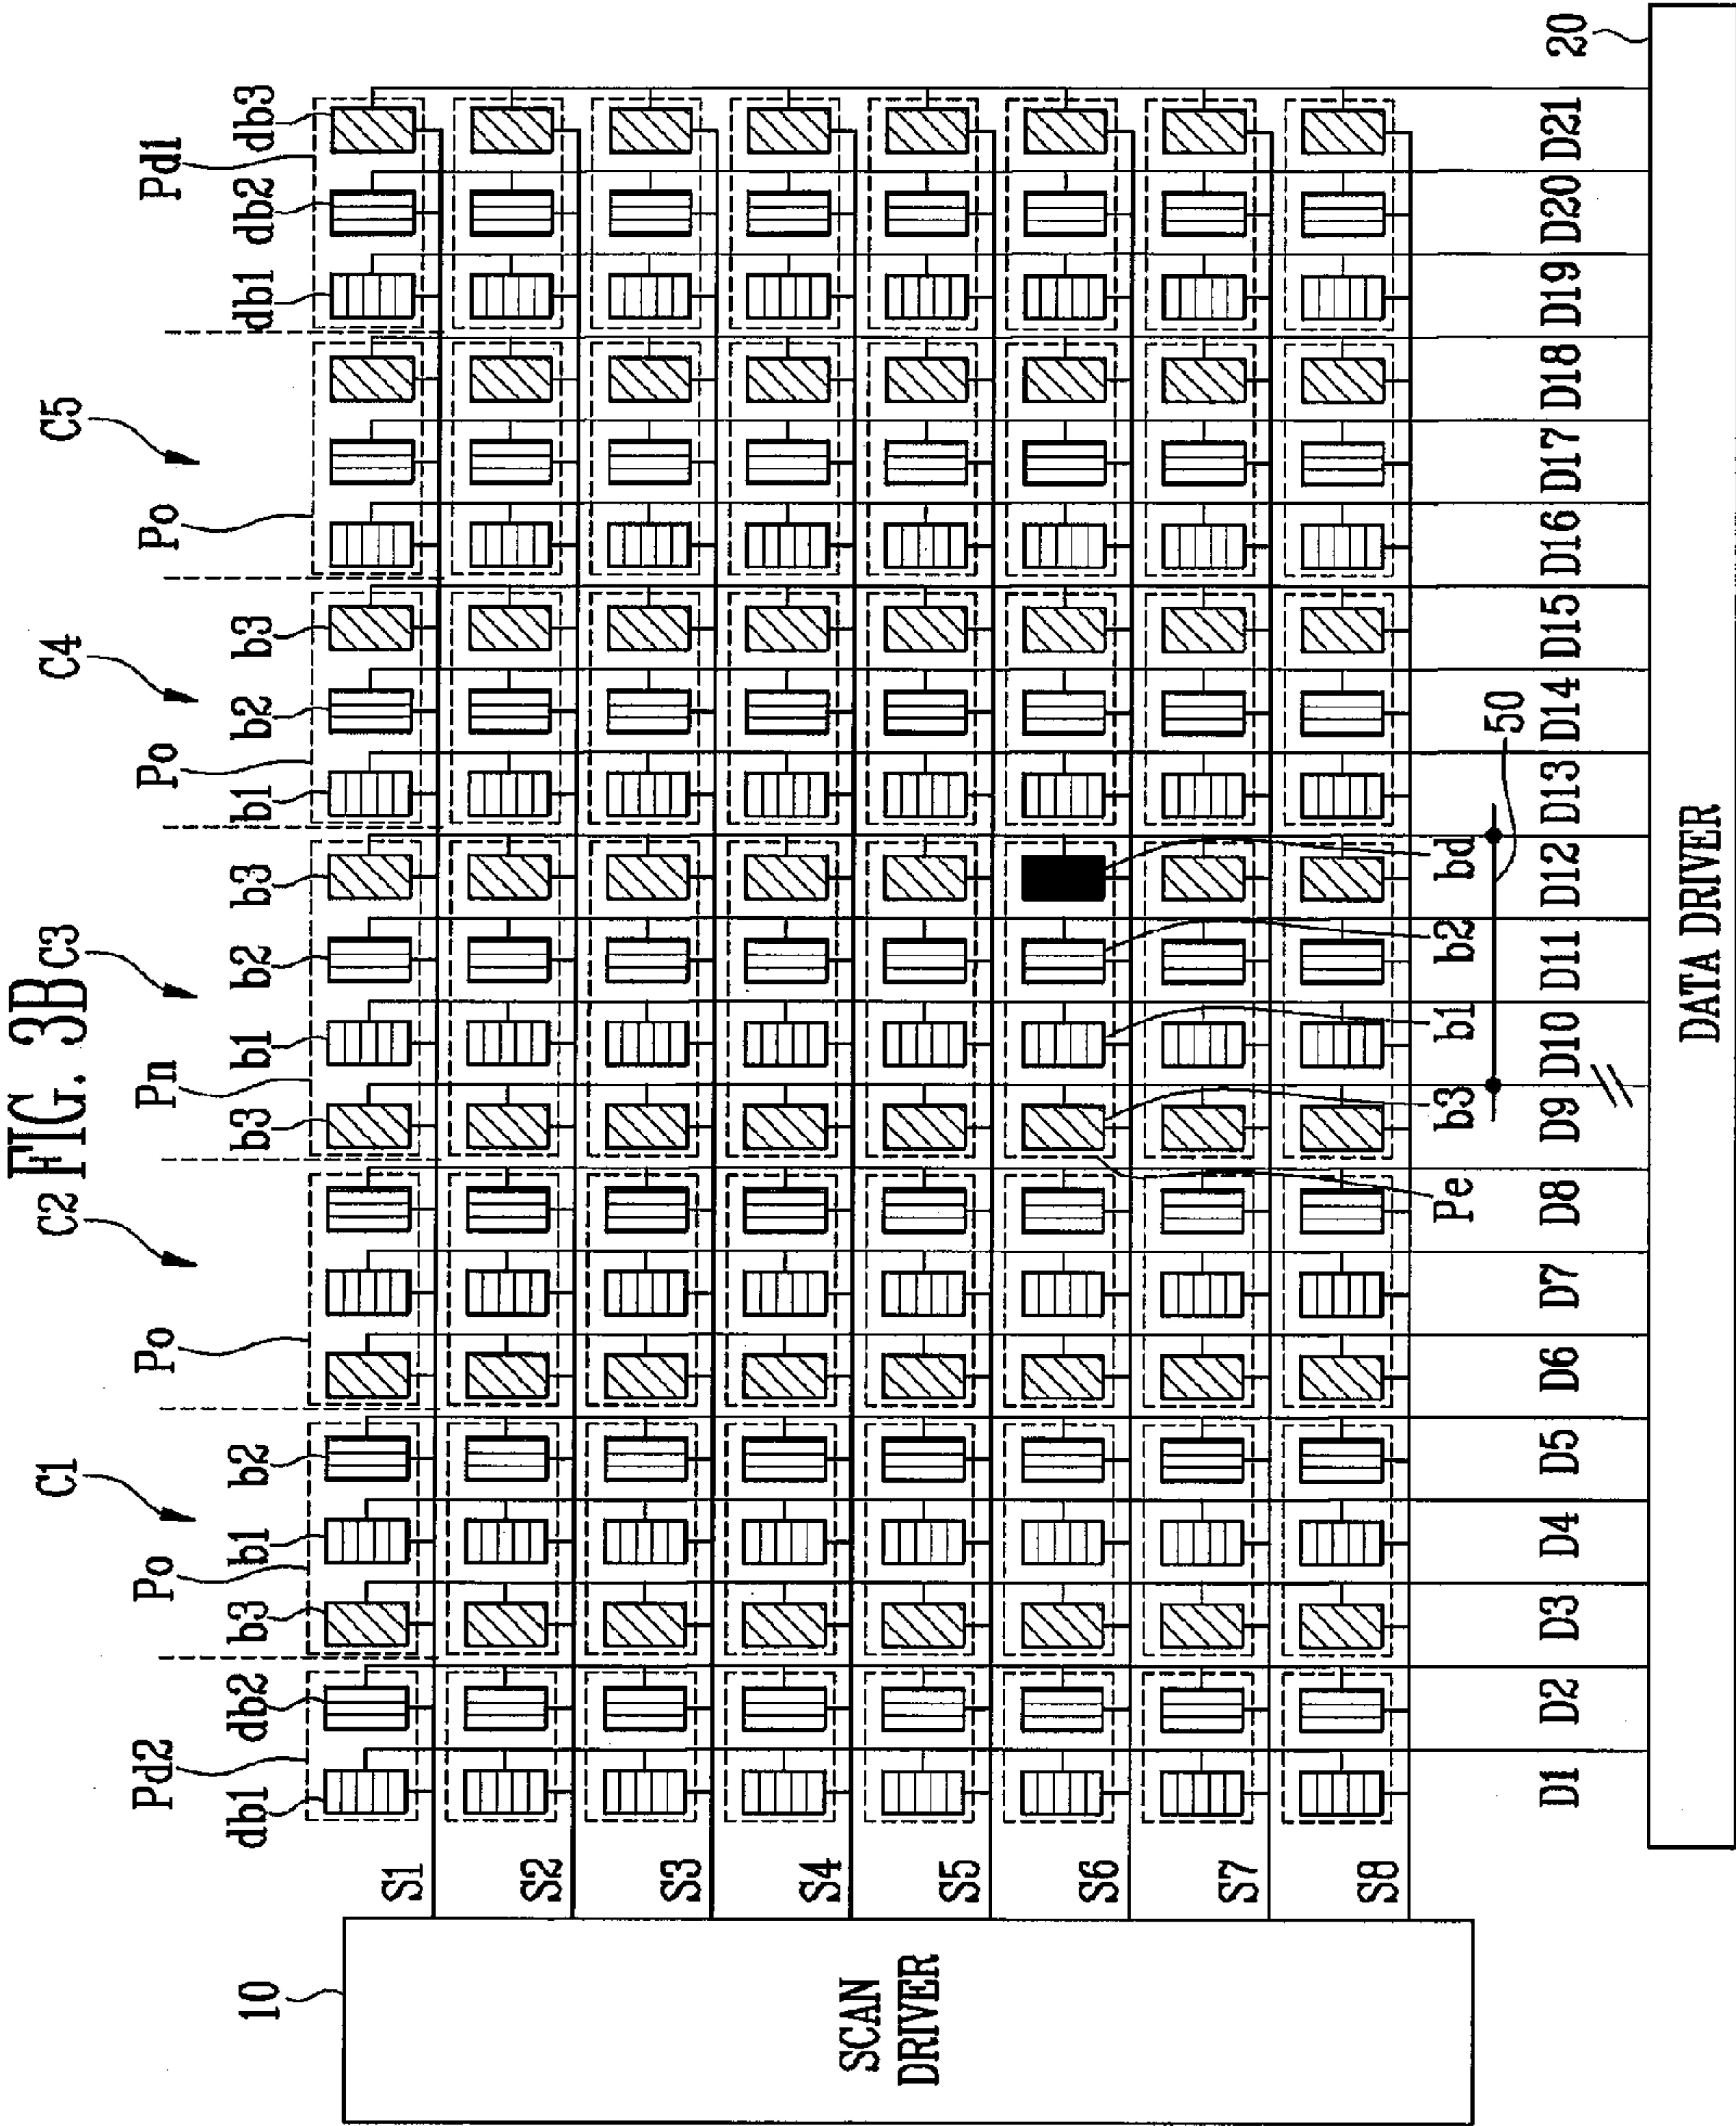 FIG. 3B
C1 C2 C3 C4 C5
Pd2 Po Po Pn Po Po Pd1
db1 db2 b3 b1 b2 b3 b1 b2 b3 b1 b2 b3 db1 db2 db3
10
SCAN
DRIVER
S1
S2
S3
S4
S5
S6
S7
S8
Pe b3 b1 b2 bd
50
D1 D2 D3 D4 D5 D6 D7 D8 D9 D10 D11 D12 D13 D14 D15 D16 D17 D18 D19 D20 D21
20
DATA DRIVER